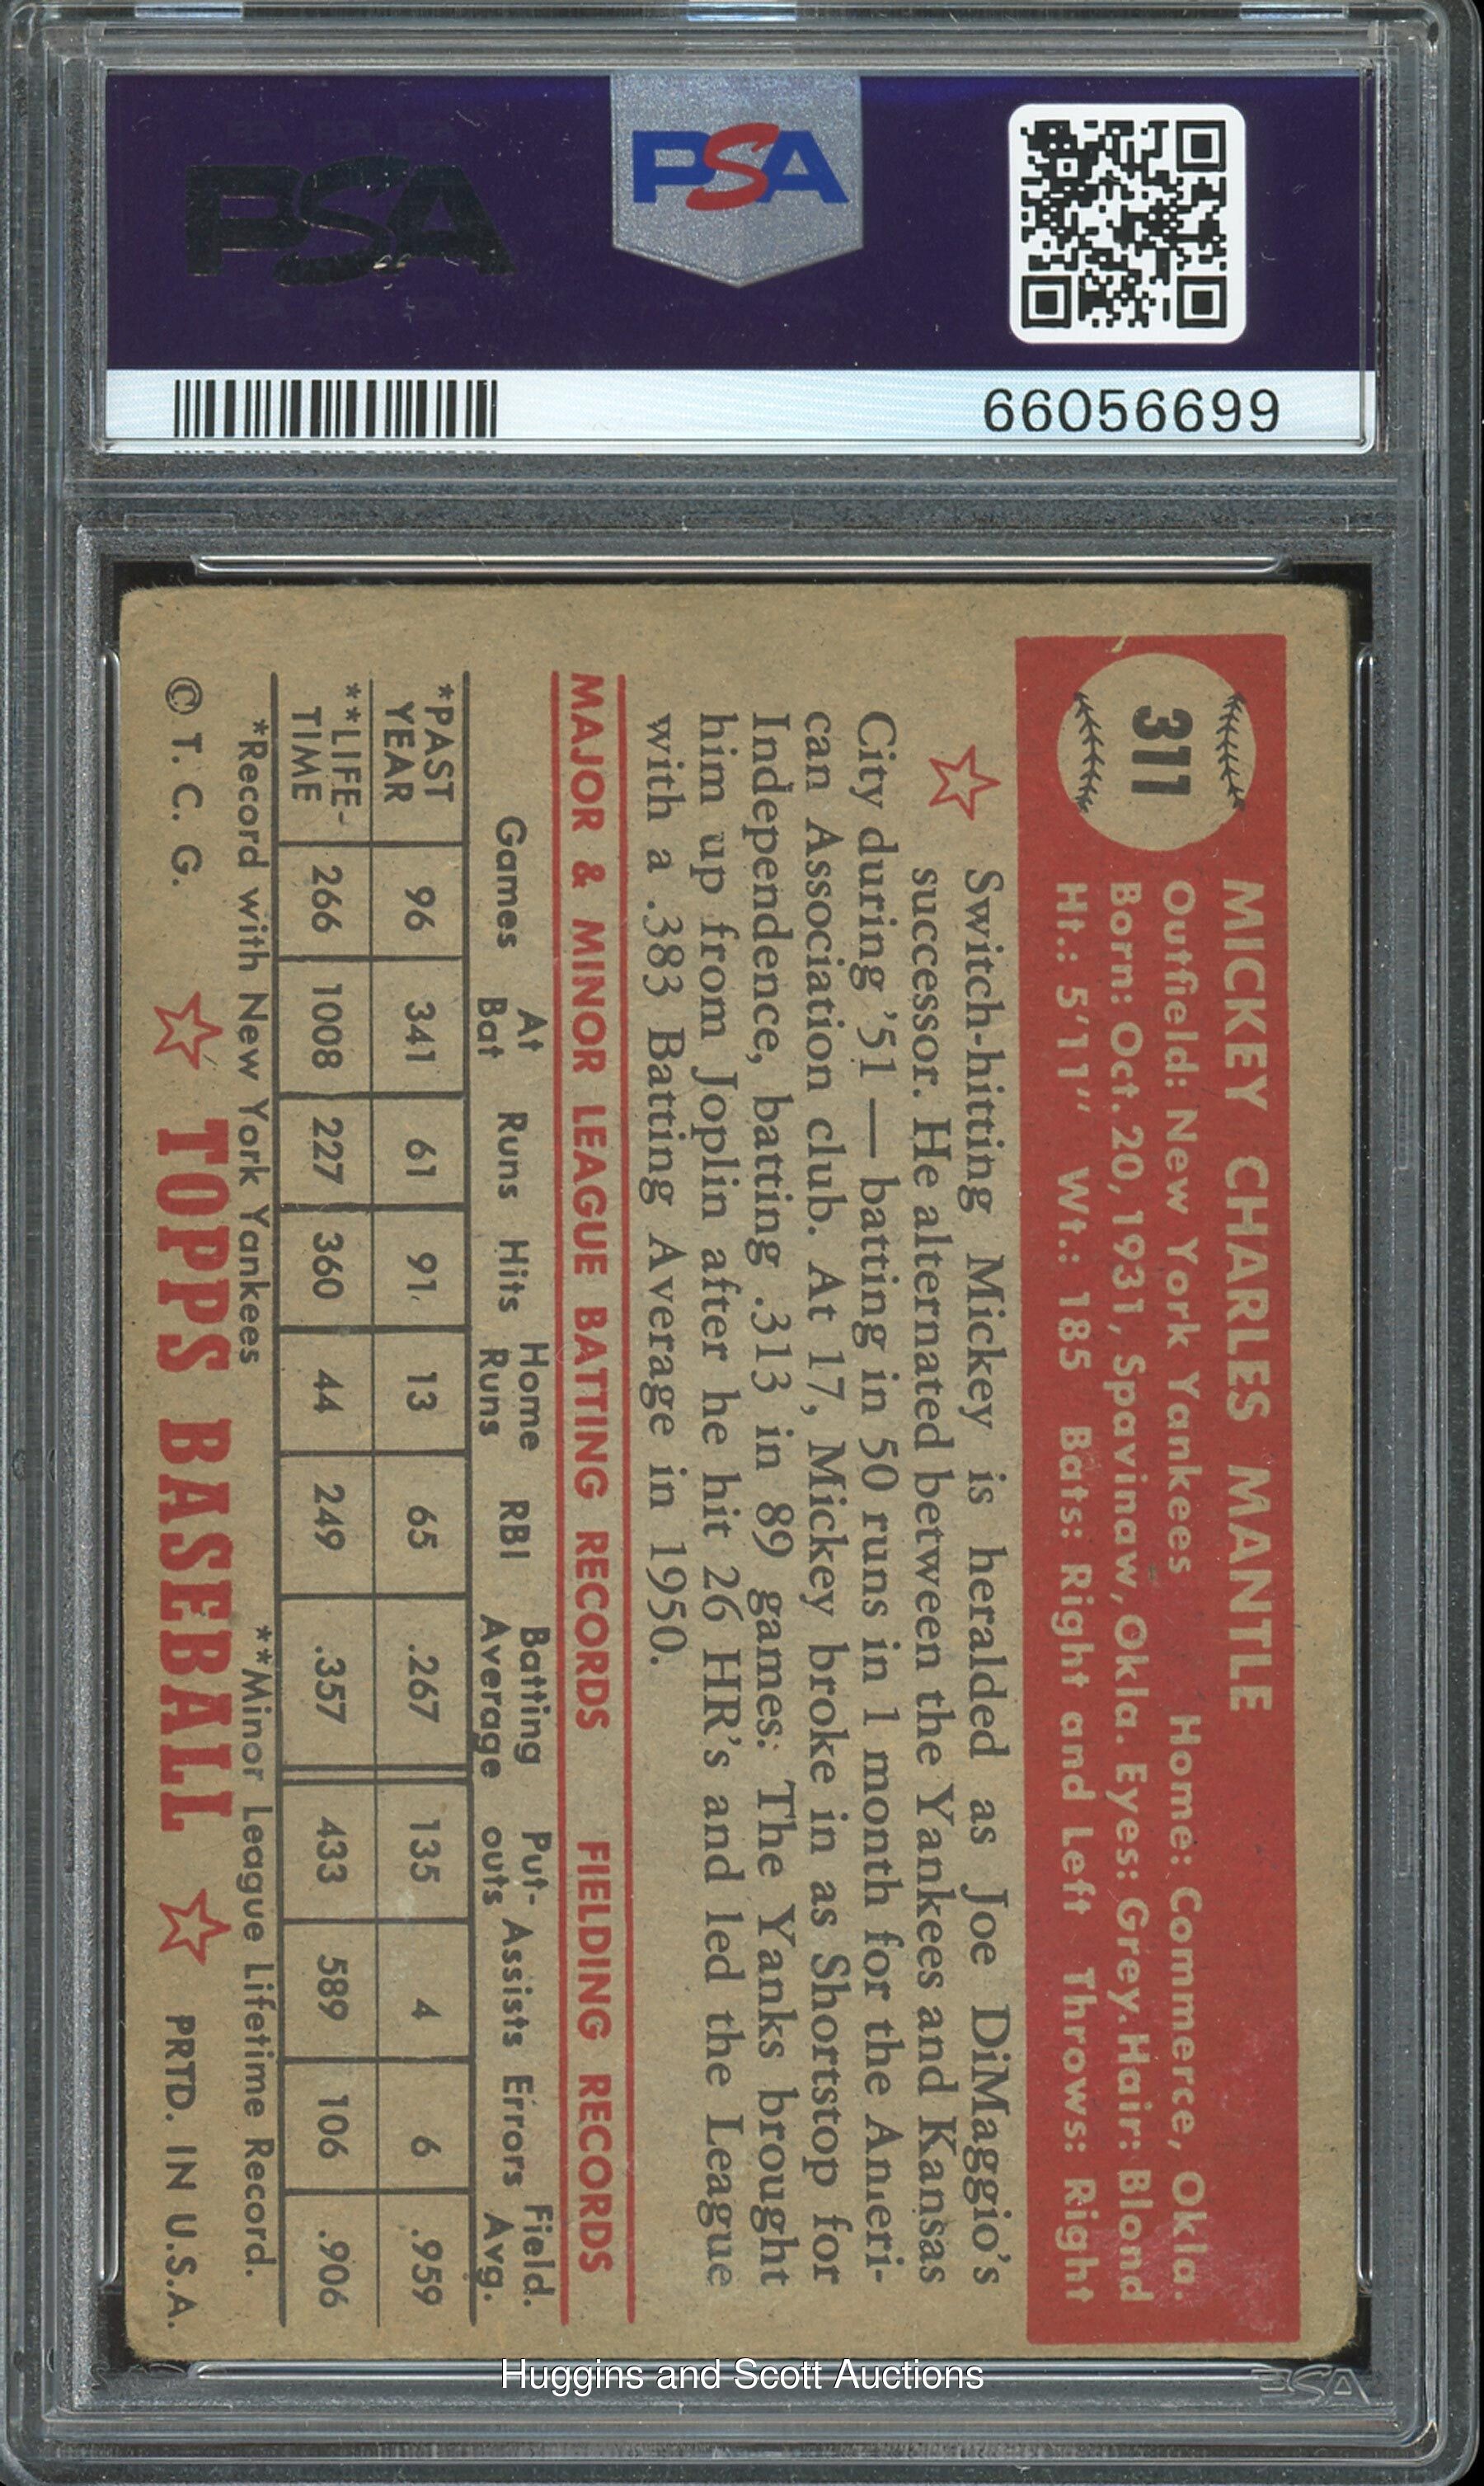 PSA
PSA
66056699
311
MICKEY CHARLES MANTLE
Outfield: New York Yankees Home: Commerce, Okla.
Born: Oct. 20, 1931, Spavinaw, Okla. Eyes: Grey. Hair: Blond
Ht.: 5'11" Wt.: 185 Bats: Right and Left Throws: Right
Switch-hitting Mickey is heralded as Joe DiMaggio's
successor. He alternated between the Yankees and Kansas
City during '51 — batting in 50 runs in 1 month for the Ameri-
can Association club. At 17, Mickey broke in as Shortstop for
Independence, batting .313 in 89 games. The Yanks brought
him up from Joplin after he hit 26 HR's and led the League
with a .383 Batting Average in 1950.
MAJOR & MINOR LEAGUE BATTING RECORDS FIELDING RECORDS
Games At Bat Runs Hits Home Runs RBI Batting Average Put-outs Assists Errors Field. Avg.
*PAST YEAR 96 341 61 91 13 65 .267 135 4 6 .959
**LIFE-TIME 266 1008 227 360 44 249 .357 433 589 106 .906
*Record with New York Yankees **Minor League Lifetime Record.
© T. C. G. TOPPS BASEBALL PRTD. IN U.S.A.
Huggins and Scott Auctions
PSA